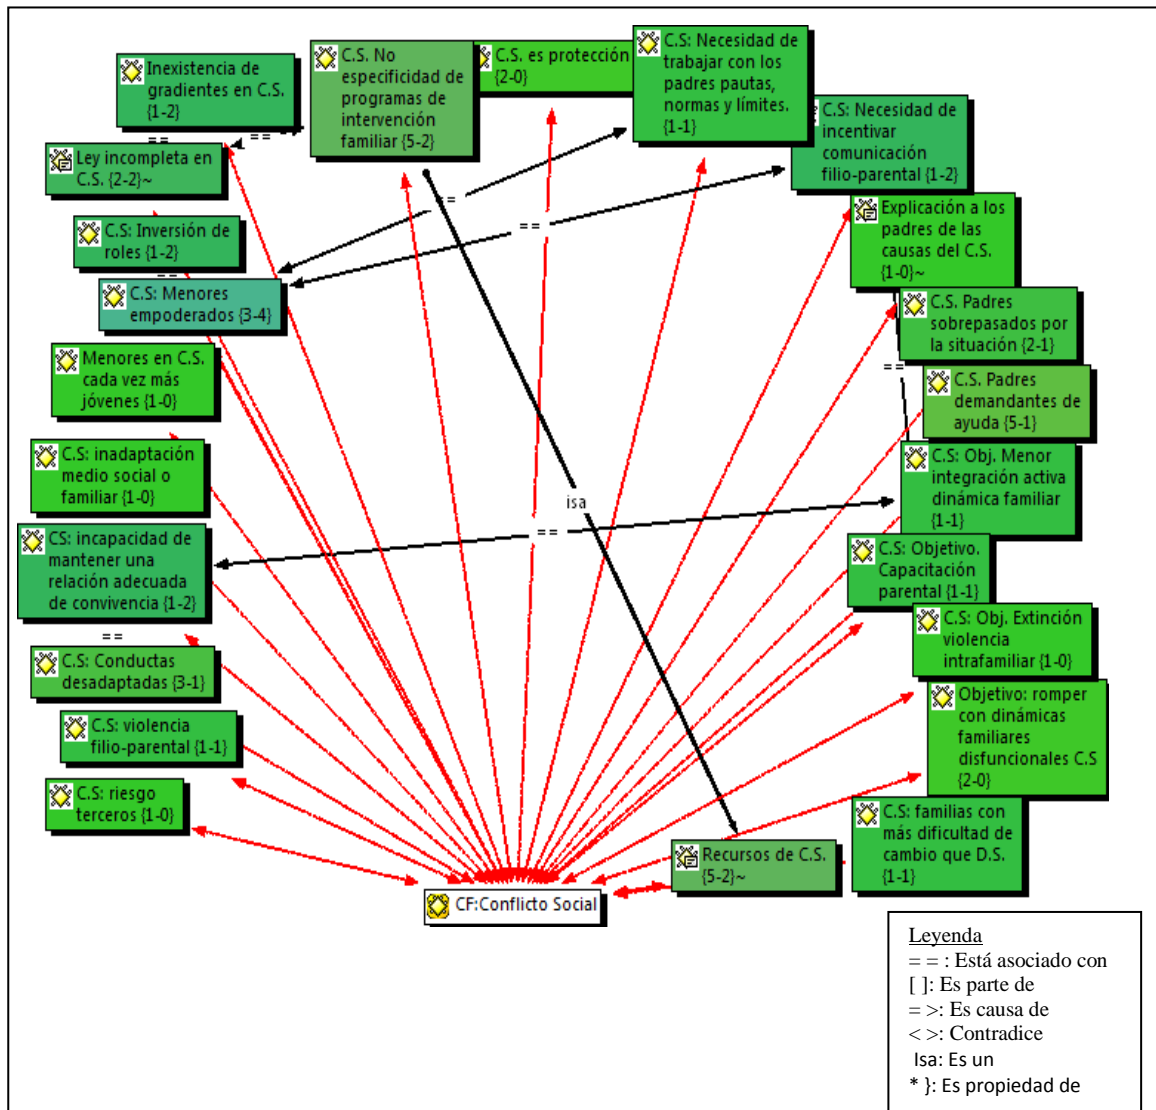 Inexistencia de
gradientes en C.S.
{1-2}
C.S. No
especificidad de
programas de
intervención
familiar {5-2}
C.S. es protección
{2-0}
C.S: Necesidad de
trabajar con los
padres pautas,
normas y límites.
{1-1}
C.S: Necesidad de
incentivar
comunicación
filio-parental {1-2}
==
==
Ley incompleta en
C.S. {2-2}~
Explicación a los
padres de las
causas del C.S.
{1-0}~
C.S: Inversión de
roles {1-2}
==
==
==
C.S: Menores
empoderados {3-4}
C.S. Padres
sobrepasados por
la situación {2-1}
Menores en C.S.
cada vez más
jóvenes {1-0}
==
C.S. Padres
demandantes de
ayuda {5-1}
C.S: inadaptación
medio social o
familiar {1-0}
C.S: Obj. Menor
integración activa
dinámica familiar
{1-1}
isa
==
CS: incapacidad de
mantener una
relación adecuada
de convivencia {1-2}
C.S: Objetivo.
Capacitación
parental {1-1}
==
C.S: Obj. Extinción
violencia
intrafamiliar {1-0}
C.S: Conductas
desadaptadas {3-1}
Objetivo: romper
con dinámicas
familiares
disfuncionales C.S
{2-0}
C.S: violencia
filio-parental {1-1}
C.S: riesgo
terceros {1-0}
C.S: familias con
más dificultad de
cambio que D.S.
{1-1}
Recursos de C.S.
{5-2}~
CF:Conflicto Social
Leyenda
= = : Está asociado con
[ ]: Es parte de
= >: Es causa de
< >: Contradice
Isa: Es un
* }: Es propiedad de